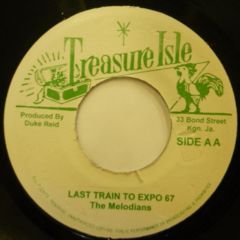 Treasure Isle
Produced By
Duke Reid
33 Bond Street
Kgn. Ja.
SIDE AA
LAST TRAIN TO EXPO 67
The Melodians